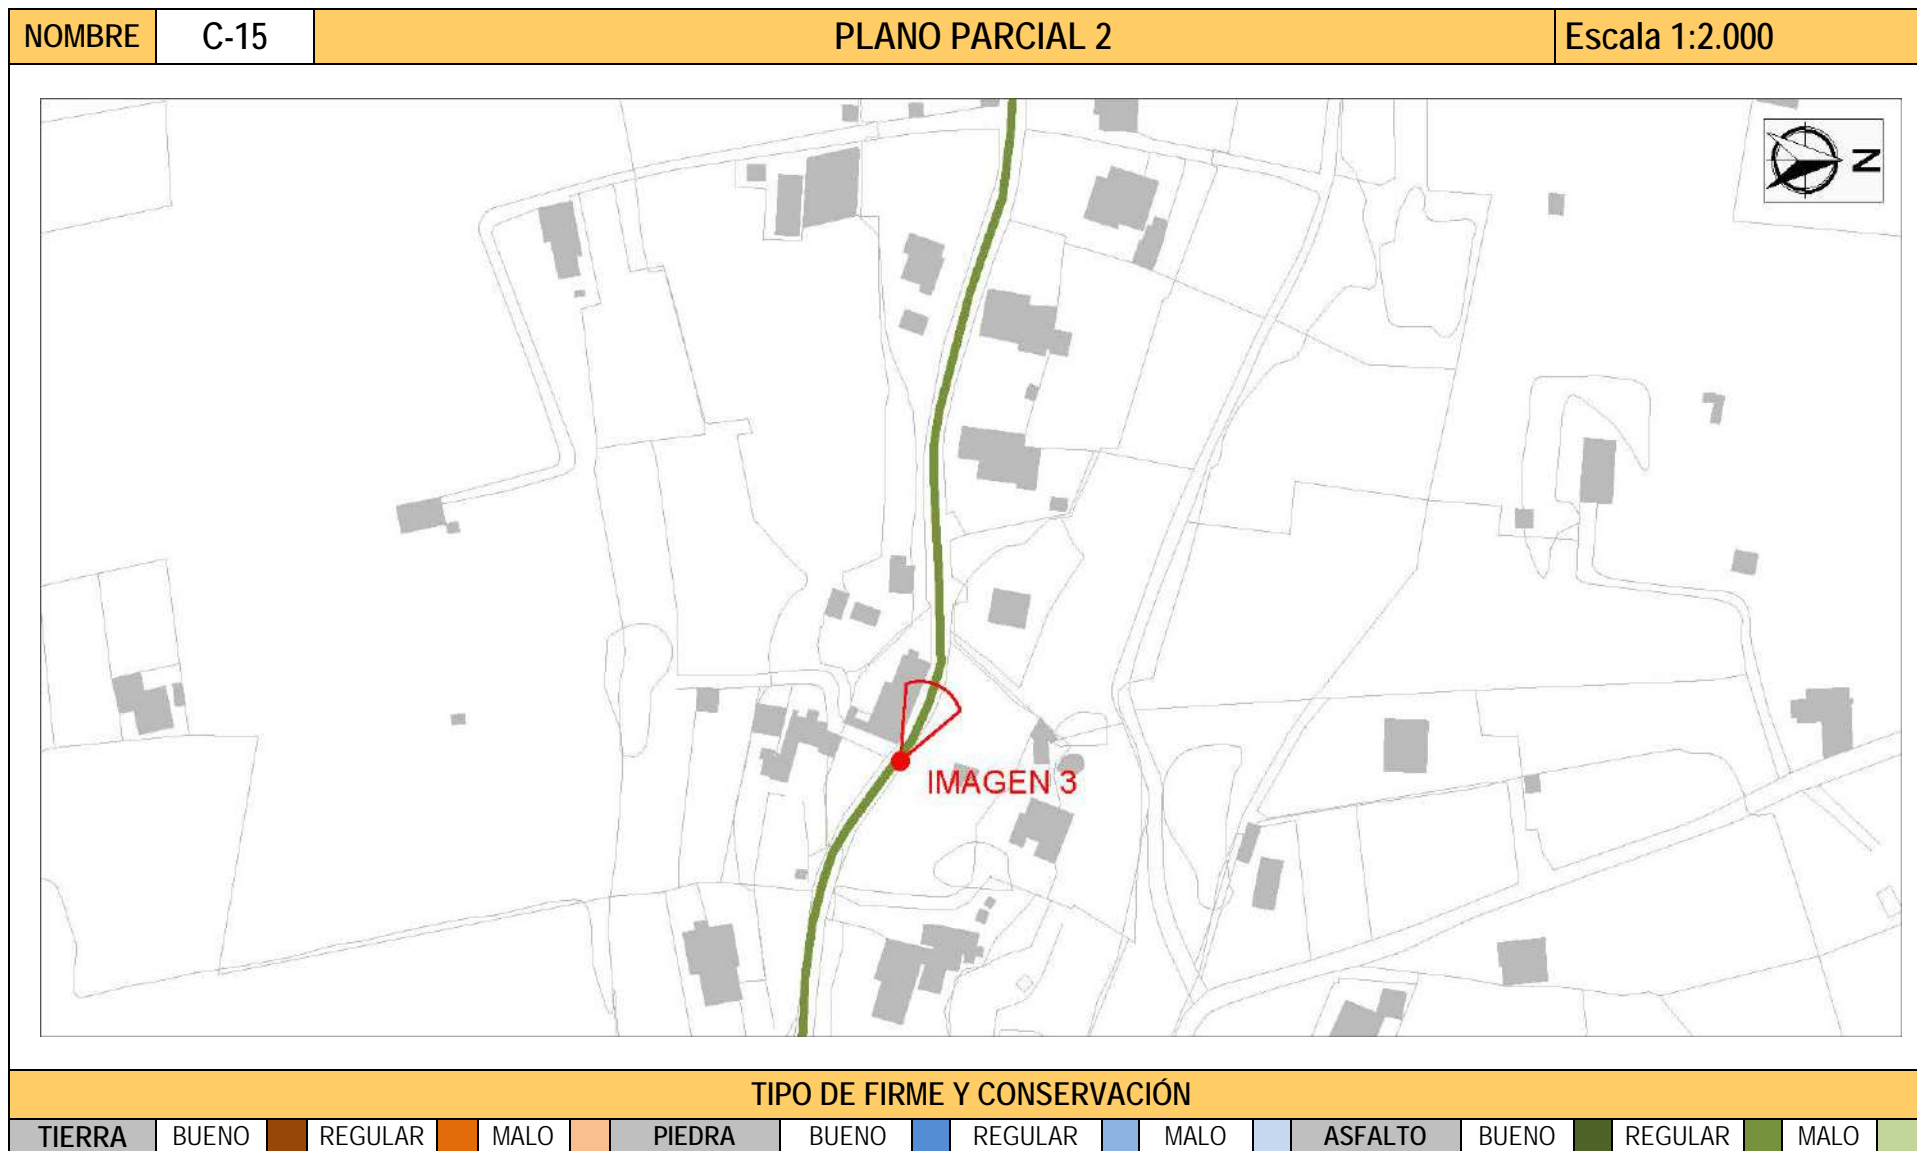 NOMBRE C-15 PLANO PARCIAL 2 Escala 1:2.000
N
IMAGEN 3
TIPO DE FIRME Y CONSERVACIÓN
TIERRA BUENO REGULAR MALO PIEDRA BUENO REGULAR MALO ASFALTO BUENO REGULAR MALO